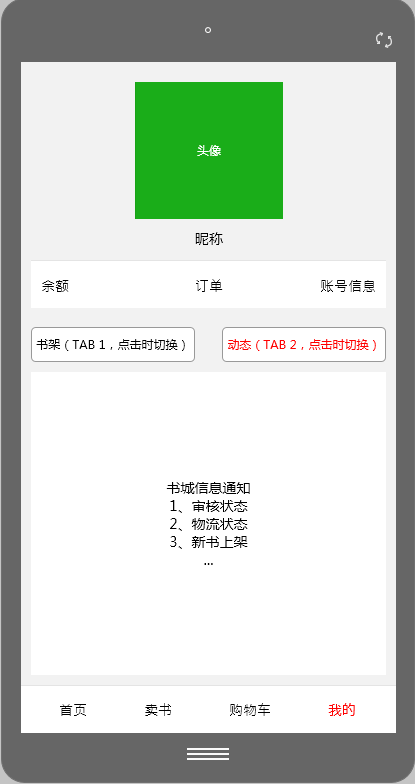 头像
昵称
余额 订单 账号信息
书架（TAB 1，点击时切换） 动态（TAB 2，点击时切换）
书城信息通知
1、审核状态
2、物流状态
3、新书上架
...
首页 卖书 购物车 我的